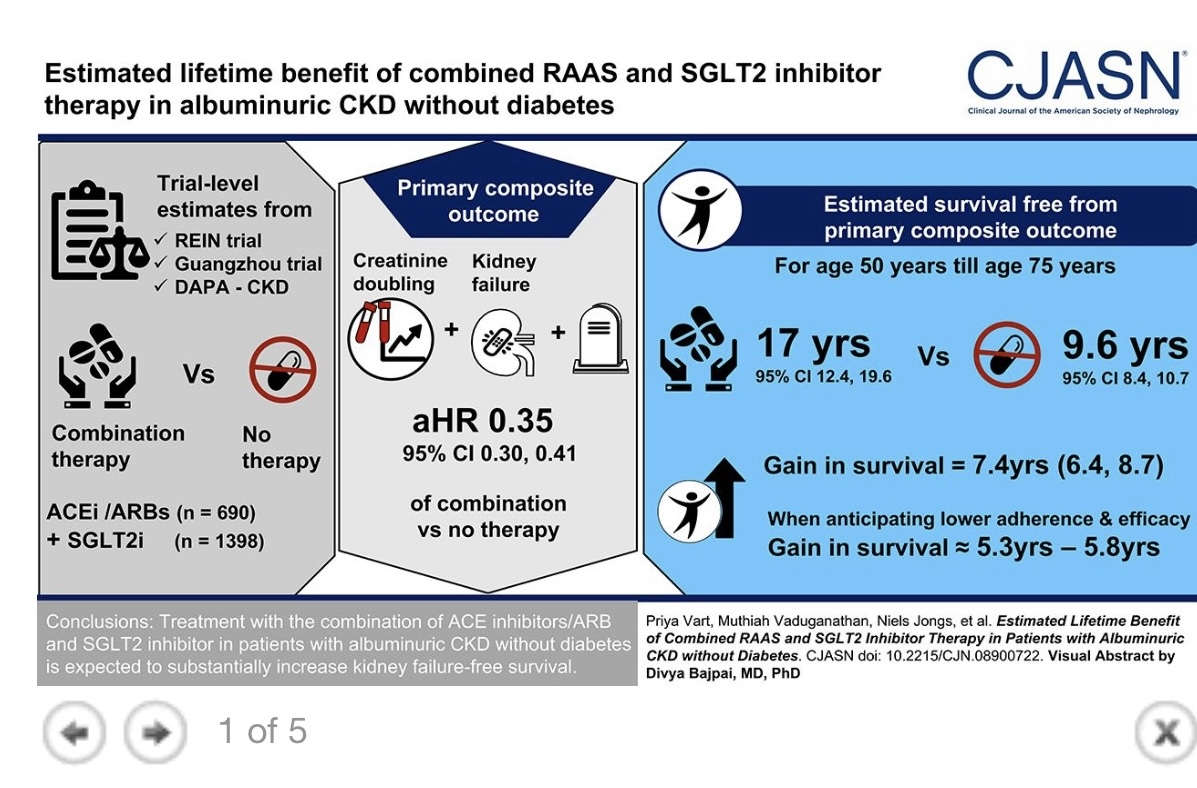 Estimated lifetime benefit of combined RAAS and SGLT2 inhibitor
therapy in albuminuric CKD without diabetes
CJASN®
Clinical Journal of the American Society of Nephrology
Trial-level
estimates from
✓ REIN trial
✓ Guangzhou trial
✓ DAPA - CKD
Vs
Combination
therapy
No
therapy
ACEi /ARBs (n = 690)
+ SGLT2i (n = 1398)
Primary composite
outcome
Creatinine
doubling
Kidney
failure
+ +
aHR 0.35
95% CI 0.30, 0.41
of combination
vs no therapy
Estimated survival free from
primary composite outcome
For age 50 years till age 75 years
17 yrs
95% CI 12.4, 19.6
Vs
9.6 yrs
95% CI 8.4, 10.7
Gain in survival = 7.4yrs (6.4, 8.7)
When anticipating lower adherence & efficacy
Gain in survival ≈ 5.3yrs – 5.8yrs
Conclusions: Treatment with the combination of ACE inhibitors/ARB
and SGLT2 inhibitor in patients with albuminuric CKD without diabetes
is expected to substantially increase kidney failure-free survival.
Priya Vart, Muthiah Vaduganathan, Niels Jongs, et al. Estimated Lifetime Benefit
of Combined RAAS and SGLT2 Inhibitor Therapy in Patients with Albuminuric
CKD without Diabetes. CJASN doi: 10.2215/CJN.08900722. Visual Abstract by
Divya Bajpai, MD, PhD
1 of 5
X